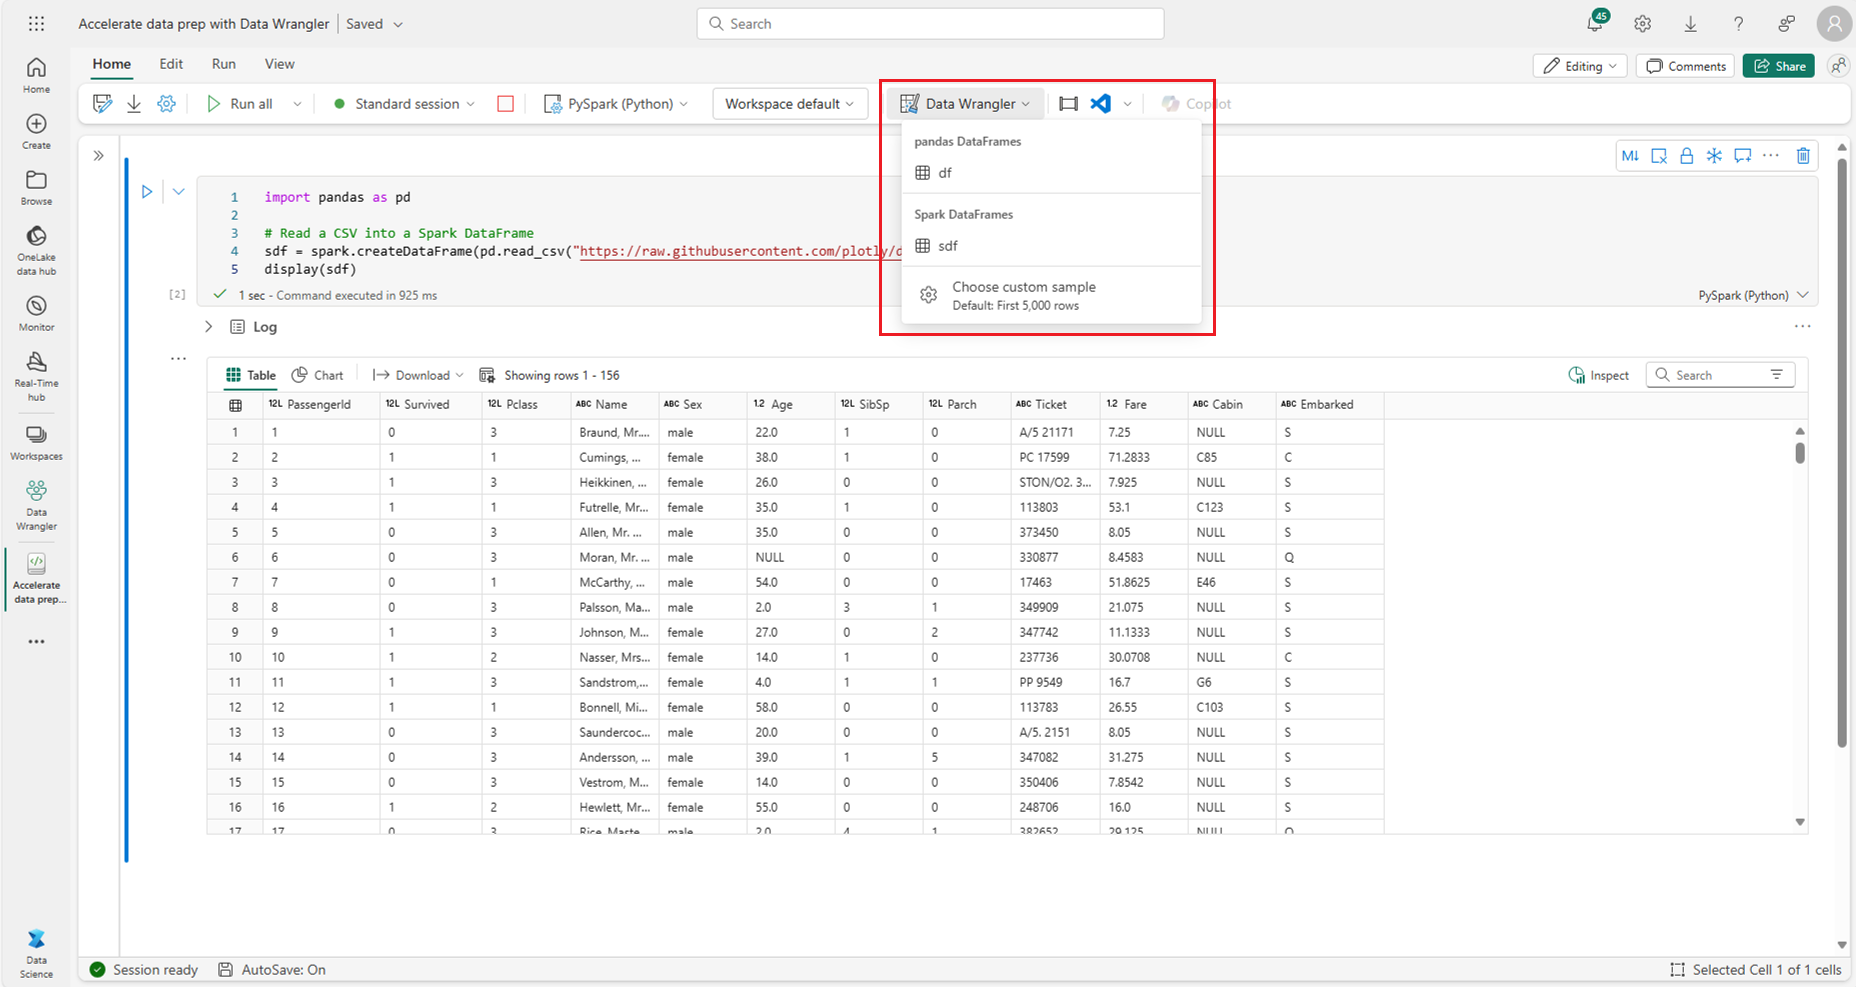 Accelerate data prep with Data Wrangler Saved
Search
45
Home Edit Run View
Editing Comments Share
Run all Standard session PySpark (Python) Workspace default Data Wrangler Copilot
pandas DataFrames
df
Spark DataFrames
sdf
Choose custom sample
Default: First 5,000 rows
Home
Create
Browse
OneLake
data hub
Monitor
Real-Time
hub
Workspaces
Data
Wrangler
Accelerate
data prep...
Data
Science
M↓
1 import pandas as pd
2
3 # Read a CSV into a Spark DataFrame
4 sdf = spark.createDataFrame(pd.read_csv("https://raw.githubusercontent.com/plotly/d
5 display(sdf)
[2] 1 sec - Command executed in 925 ms PySpark (Python)
Log
Table Chart Download Showing rows 1 - 156 Inspect Search
12L PassengerId 12L Survived 12L Pclass ABC Name ABC Sex 1.2 Age 12L SibSp 12L Parch ABC Ticket 1.2 Fare ABC Cabin ABC Embarked
1 1 0 3 Braund, Mr.... male 22.0 1 0 A/5 21171 7.25 NULL S
2 2 1 1 Cumings, ... female 38.0 1 0 PC 17599 71.2833 C85 C
3 3 1 3 Heikkinen, ... female 26.0 0 0 STON/O2. 3... 7.925 NULL S
4 4 1 1 Futrelle, Mr... female 35.0 1 0 113803 53.1 C123 S
5 5 0 3 Allen, Mr. ... male 35.0 0 0 373450 8.05 NULL S
6 6 0 3 Moran, Mr. ... male NULL 0 0 330877 8.4583 NULL Q
7 7 0 1 McCarthy, ... male 54.0 0 0 17463 51.8625 E46 S
8 8 0 3 Palsson, Ma... male 2.0 3 1 349909 21.075 NULL S
9 9 1 3 Johnson, M... female 27.0 0 2 347742 11.1333 NULL S
10 10 1 2 Nasser, Mrs... female 14.0 1 0 237736 30.0708 NULL C
11 11 1 3 Sandstrom,... female 4.0 1 1 PP 9549 16.7 G6 S
12 12 1 1 Bonnell, Mi... female 58.0 0 0 113783 26.55 C103 S
13 13 0 3 Saundercoc... male 20.0 0 0 A/5. 2151 8.05 NULL S
14 14 0 3 Andersson, ... male 39.0 1 5 347082 31.275 NULL S
15 15 0 3 Vestrom, M... female 14.0 0 0 350406 7.8542 NULL S
16 16 1 2 Hewlett, Mr... female 55.0 0 0 248706 16.0 NULL S
17 17 0 3 Rice, Maste... male 2.0 4 1 382652 29.125 NULL Q
Session ready AutoSave: On Selected Cell 1 of 1 cells